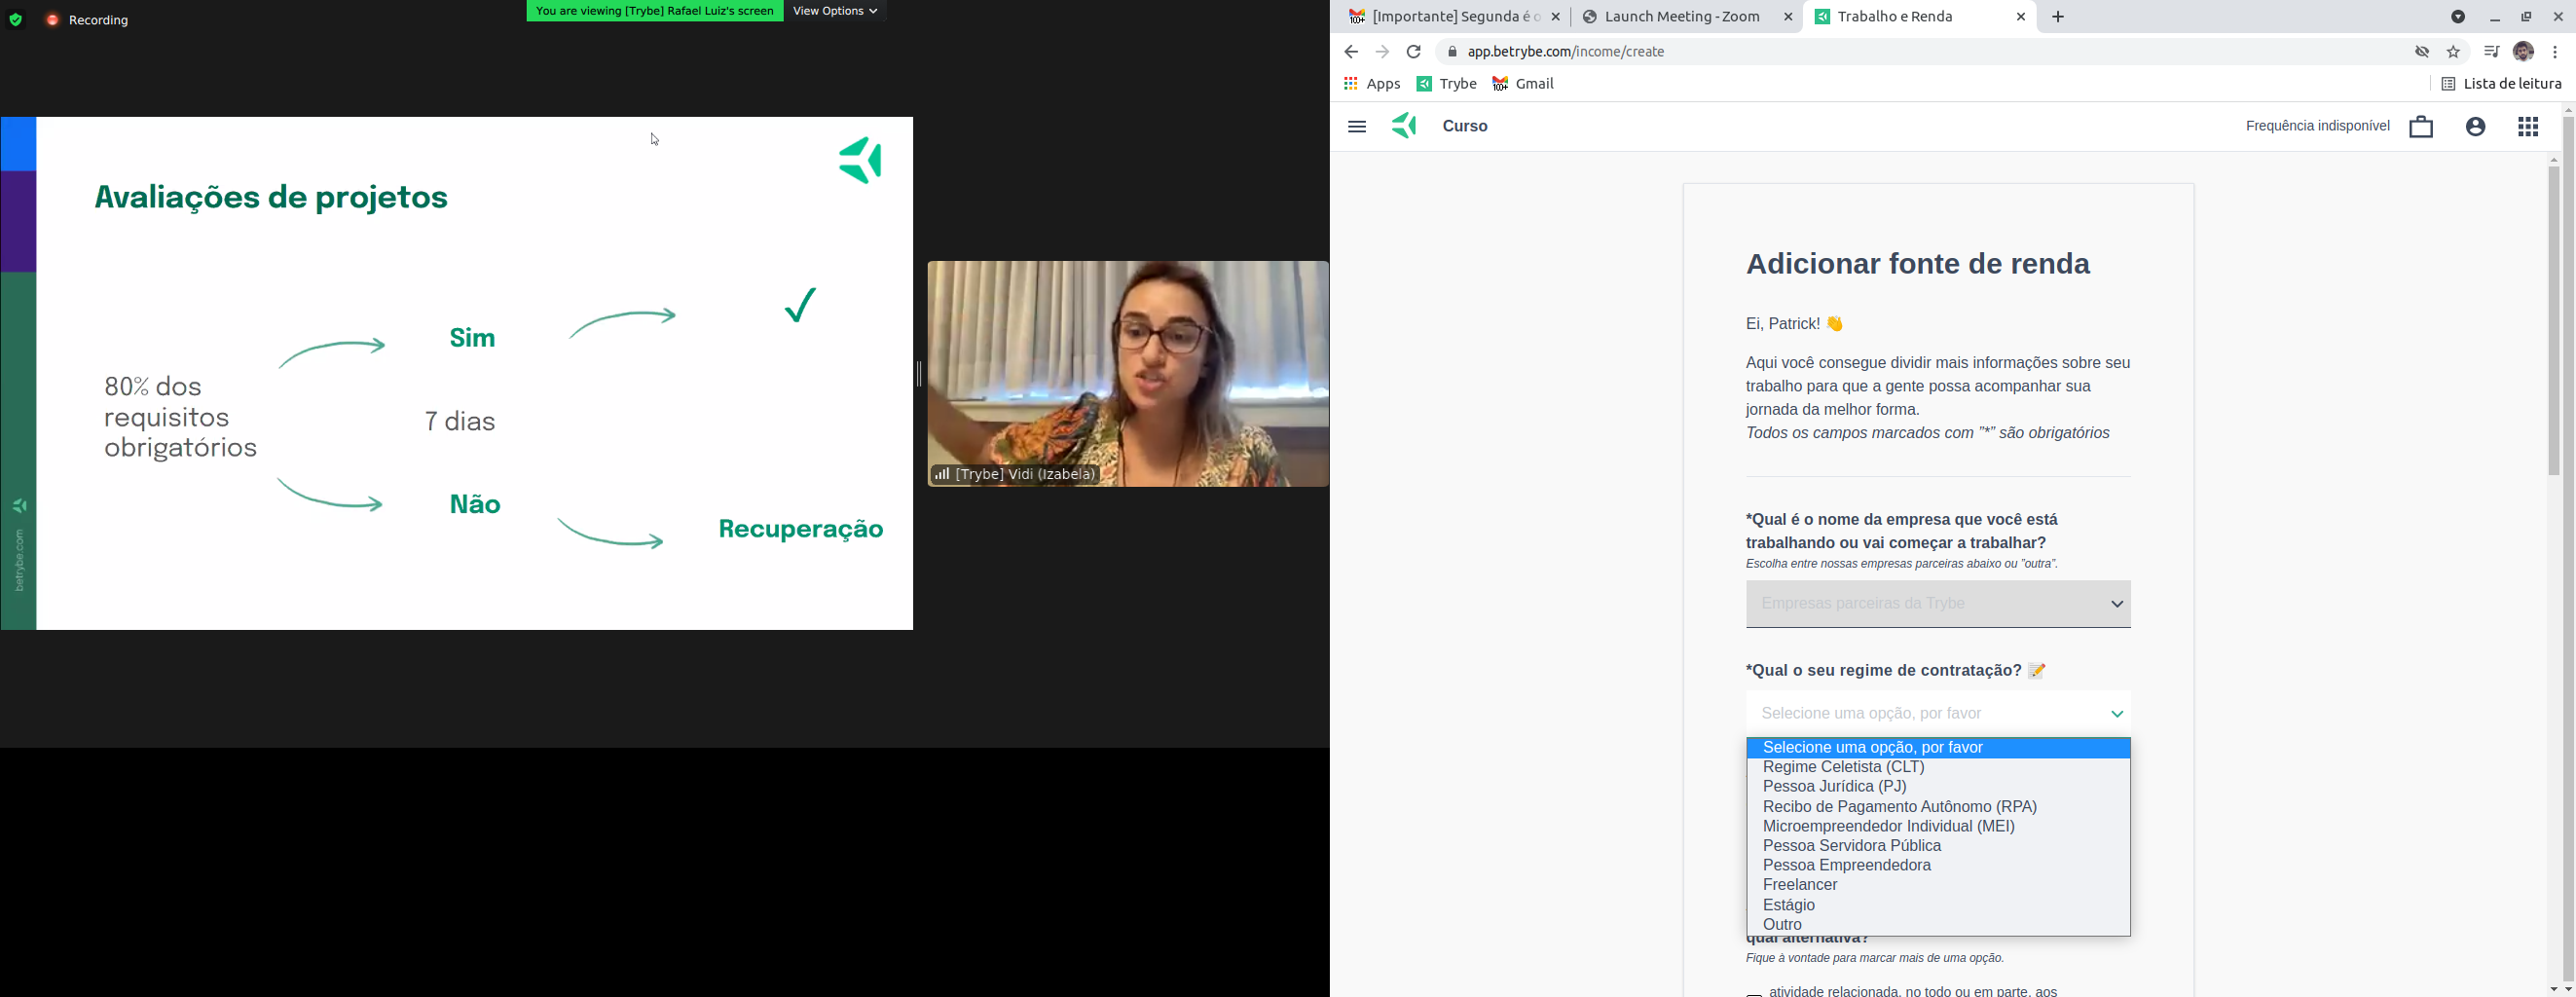 Recording
You are viewing [Trybe] Rafael Luiz's screen
View Options
Avaliações de projetos
80% dos
requisitos
obrigatórios
Sim
7 dias
Não
Recuperação
betrybe.com
[Trybe] Vidi (Izabela)
[Importante] Segunda é o
Launch Meeting - Zoom
Trabalho e Renda
app.betrybe.com/income/create
Apps
Trybe
Gmail
Lista de leitura
Curso
Frequência indisponível
Adicionar fonte de renda
Ei, Patrick! 👋
Aqui você consegue dividir mais informações sobre seu
trabalho para que a gente possa acompanhar sua
jornada da melhor forma.
Todos os campos marcados com "*" são obrigatórios
*Qual é o nome da empresa que você está
trabalhando ou vai começar a trabalhar?
Escolha entre nossas empresas parceiras abaixo ou "outra".
Empresas parceiras da Trybe
*Qual o seu regime de contratação? 📝
Selecione uma opção, por favor
Selecione uma opção, por favor
Regime Celetista (CLT)
Pessoa Jurídica (PJ)
Recibo de Pagamento Autônomo (RPA)
Microempreendedor Individual (MEI)
Pessoa Servidora Pública
Pessoa Empreendedora
Freelancer
Estágio
Outro
qual alternativa?
Fique à vontade para marcar mais de uma opção.
atividade relacionada, no todo ou em parte, aos